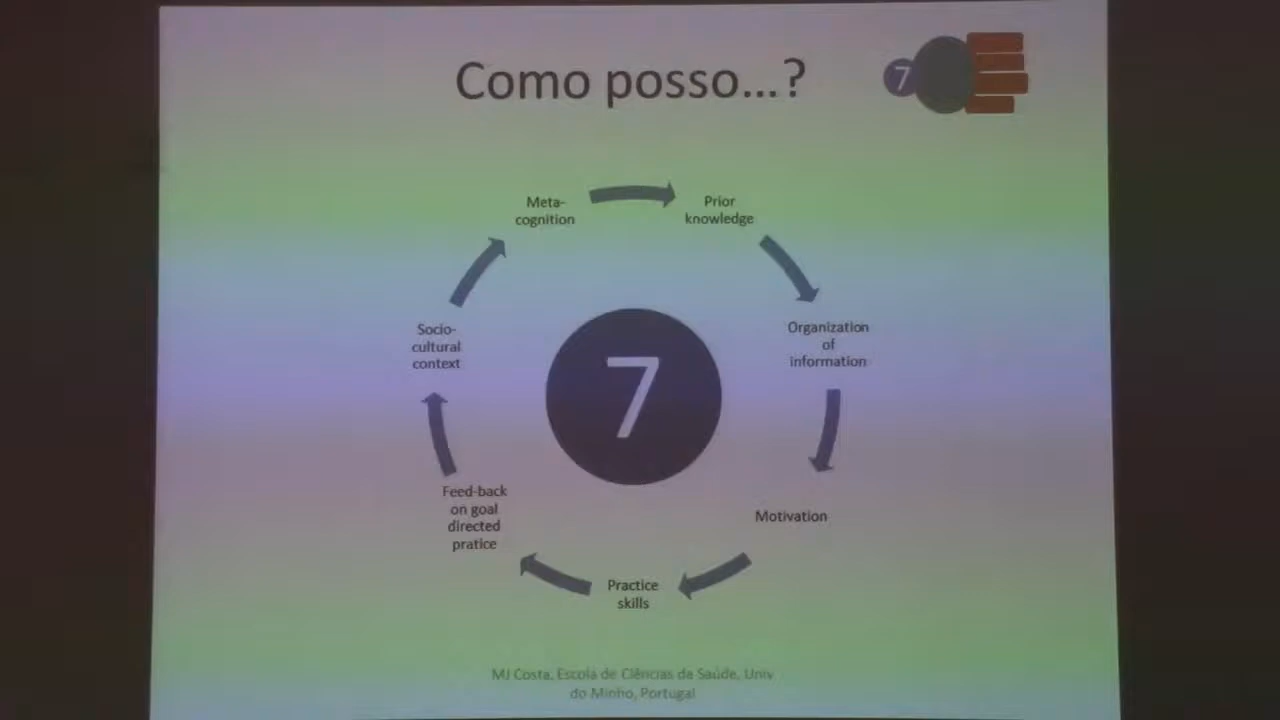 Como posso...?
7
Meta-
cognition
Prior
knowledge
Organization
of
information
Motivation
Practice
skills
Feed-back
on goal
directed
pratice
Socio-
cultural
context
7
MJ Costa, Escola de Ciências da Saúde, Univ
do Minho, Portugal